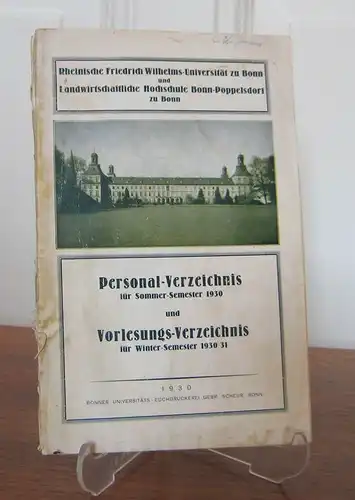 Rheinische Friedrich Wilhelms-Universität zu Bonn
und
Landwirtschaftliche Hochschule Bonn-Poppelsdorf
zu Bonn
Personal-Verzeichnis
für Sommer-Semester 1930
und
Vorlesungs-Verzeichnis
für Winter-Semester 1930 31
1930
BONNER UNIVERSITÄTS-BUCHDRUCKEREI GEBR. SCHEUR BONN